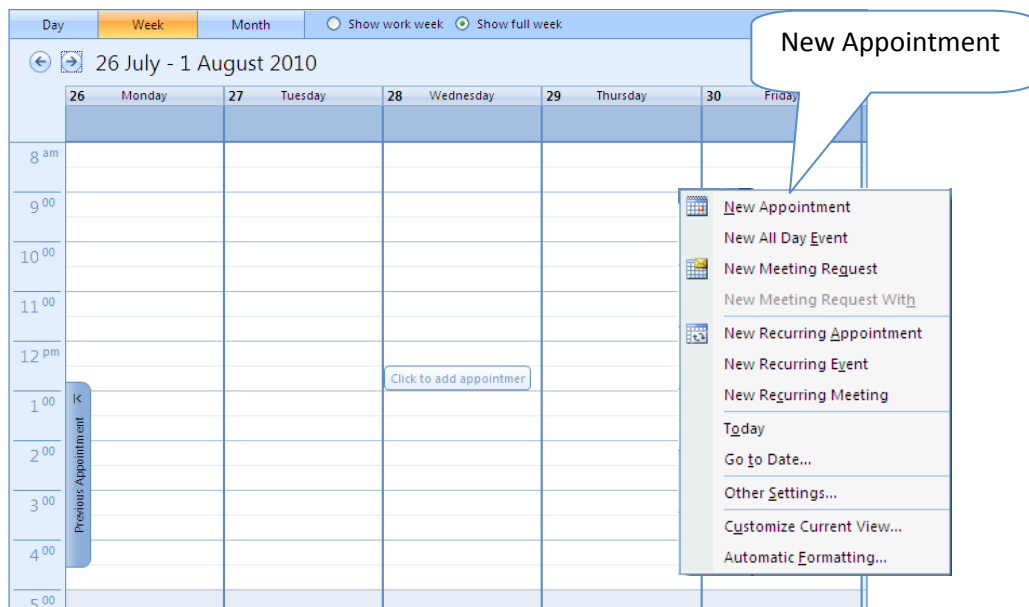 Day Week Month Show work week Show full week
New Appointment
26 July - 1 August 2010
26 Monday 27 Tuesday 28 Wednesday 29 Thursday 30 Friday
8 am
9 00
10 00
11 00
12 pm
1 00
2 00
3 00
4 00
5 00
Previous Appointment
Click to add appointmer
New Appointment
New All Day Event
New Meeting Request
New Meeting Request With
New Recurring Appointment
New Recurring Event
New Recurring Meeting
Today
Go to Date...
Other Settings...
Customize Current View...
Automatic Formatting...